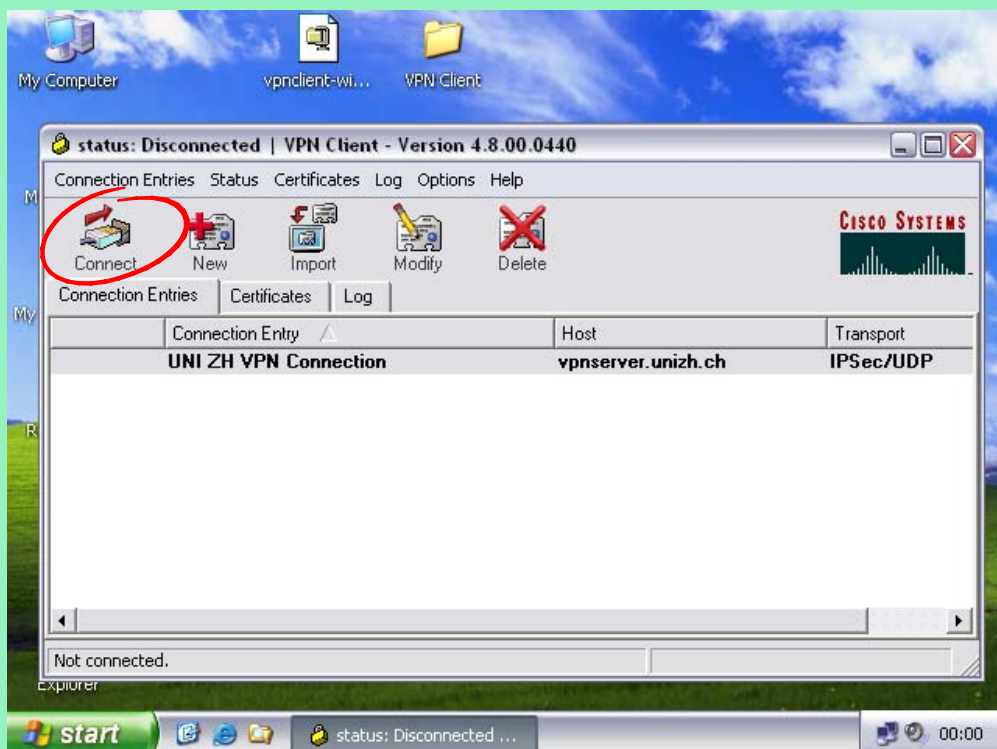 My Computer
vpnclient-wi...
VPN Client
status: Disconnected | VPN Client - Version 4.8.00.0440
Connection Entries Status Certificates Log Options Help
Connect New Import Modify Delete
CISCO SYSTEMS
Connection Entries Certificates Log
Connection Entry Host Transport
UNI ZH VPN Connection vpnserver.unizh.ch IPSec/UDP
My
R
Not connected.
Explorer
start status: Disconnected ... 00:00